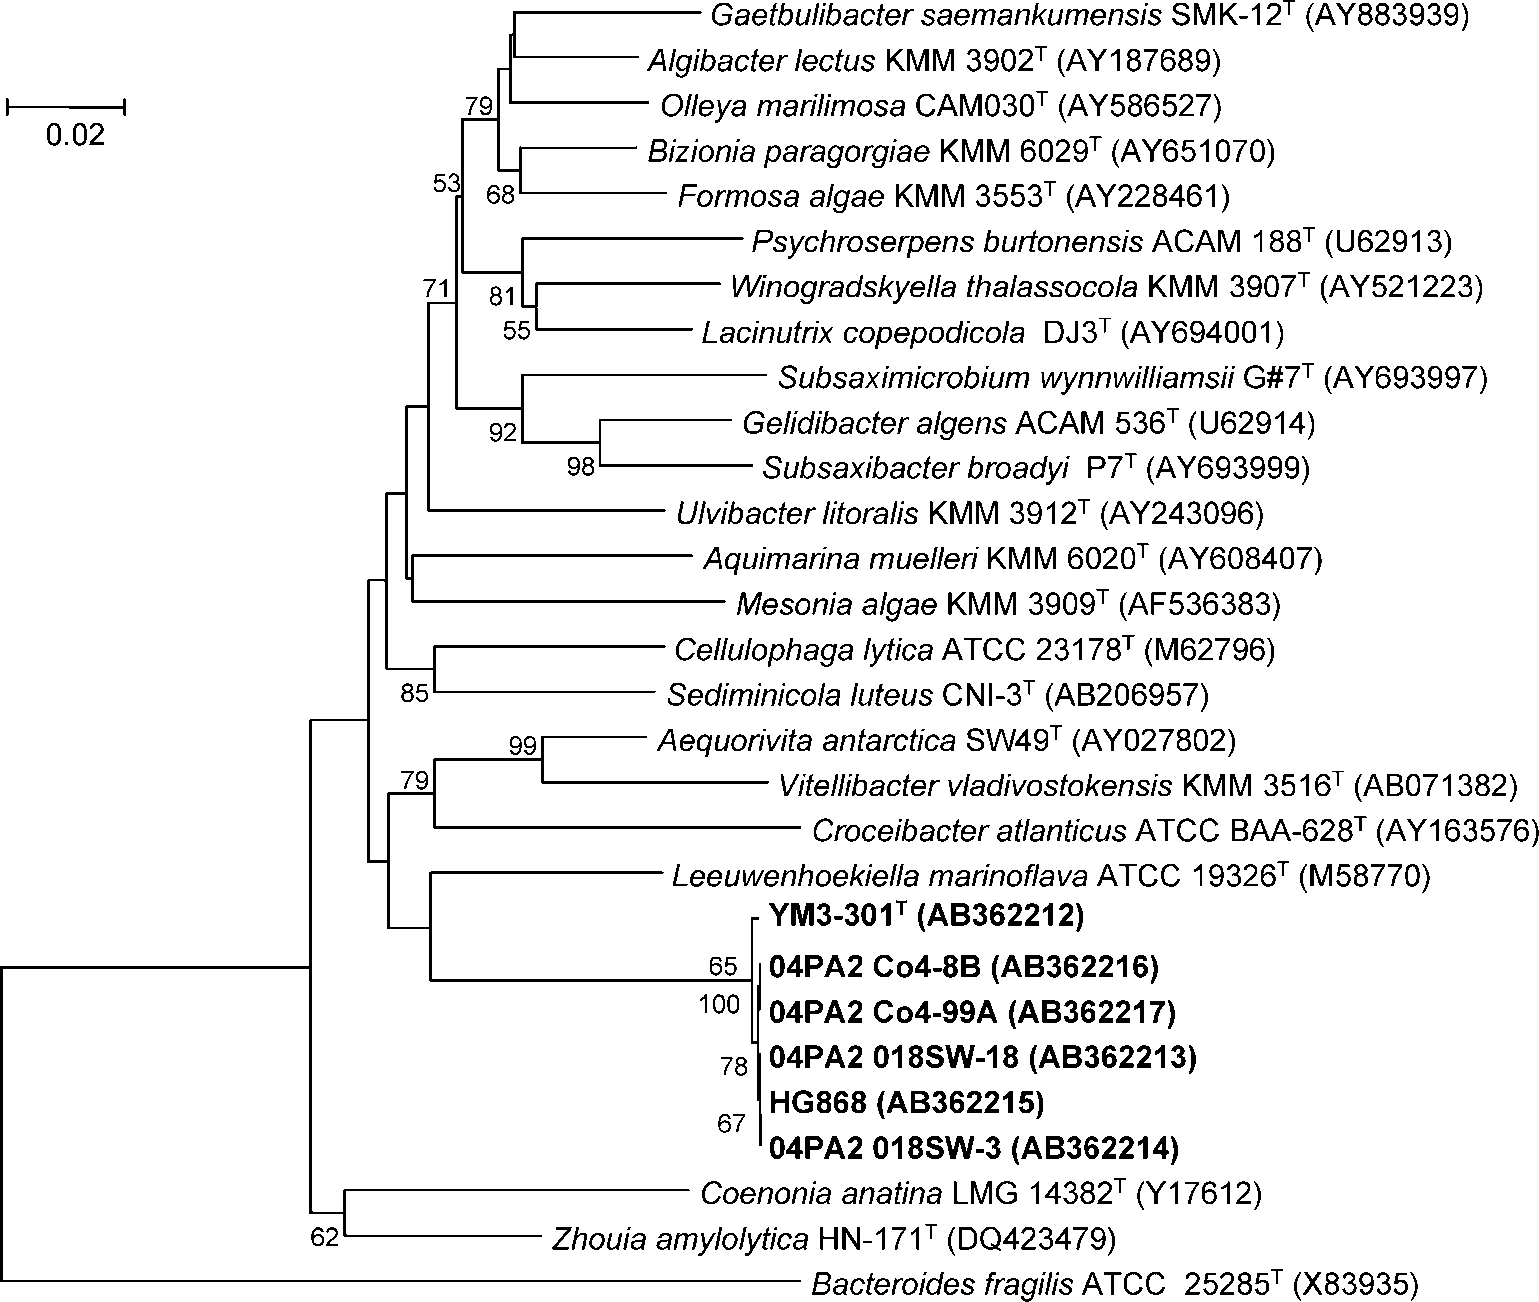 Gaetbulibacter saemankumensis SMK-12ᵀ (AY883939)
Algibacter lectus KMM 3902ᵀ (AY187689)
0.02
79
Olleya marilimosa CAM030ᵀ (AY586527)
Bizionia paragorgiae KMM 6029ᵀ (AY651070)
53
68
Formosa algae KMM 3553ᵀ (AY228461)
Psychroserpens burtonensis ACAM 188ᵀ (U62913)
71
81
Winogradskyella thalassocola KMM 3907ᵀ (AY521223)
55
Lacinutrix copepodicola DJ3ᵀ (AY694001)
Subsaximicrobium wynnwilliamsii G#7ᵀ (AY693997)
92
Gelidibacter algens ACAM 536ᵀ (U62914)
98
Subsaxibacter broadyi P7ᵀ (AY693999)
Ulvibacter litoralis KMM 3912ᵀ (AY243096)
Aquimarina muelleri KMM 6020ᵀ (AY608407)
Mesonia algae KMM 3909ᵀ (AF536383)
Cellulophaga lytica ATCC 23178ᵀ (M62796)
85
Sediminicola luteus CNI-3ᵀ (AB206957)
99
Aequorivita antarctica SW49ᵀ (AY027802)
79
Vitellibacter vladivostokensis KMM 3516ᵀ (AB071382)
Croceibacter atlanticus ATCC BAA-628ᵀ (AY163576)
Leeuwenhoekiella marinoflava ATCC 19326ᵀ (M58770)
YM3-301ᵀ (AB362212)
65
04PA2 Co4-8B (AB362216)
100
04PA2 Co4-99A (AB362217)
78
04PA2 018SW-18 (AB362213)
HG868 (AB362215)
67
04PA2 018SW-3 (AB362214)
Coenonia anatina LMG 14382ᵀ (Y17612)
62
Zhouia amylolytica HN-171ᵀ (DQ423479)
Bacteroides fragilis ATCC 25285ᵀ (X83935)